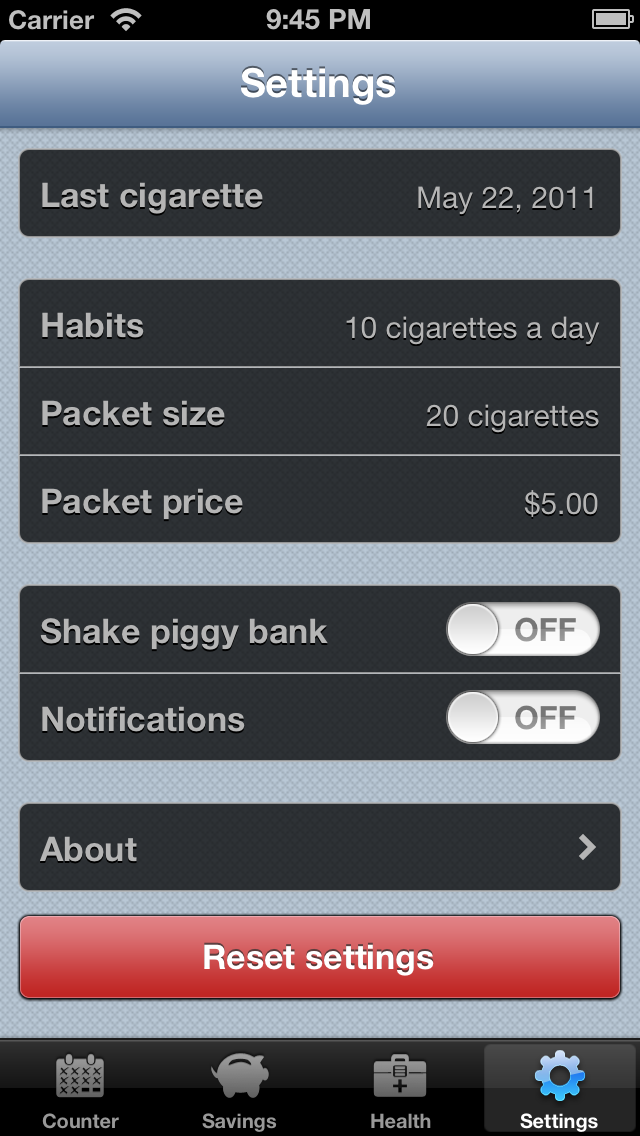 Carrier 9:45 PM
Settings
Last cigarette May 22, 2011
Habits 10 cigarettes a day
Packet size 20 cigarettes
Packet price $5.00
Shake piggy bank OFF
Notifications OFF
About
Reset settings
Counter Savings Health Settings